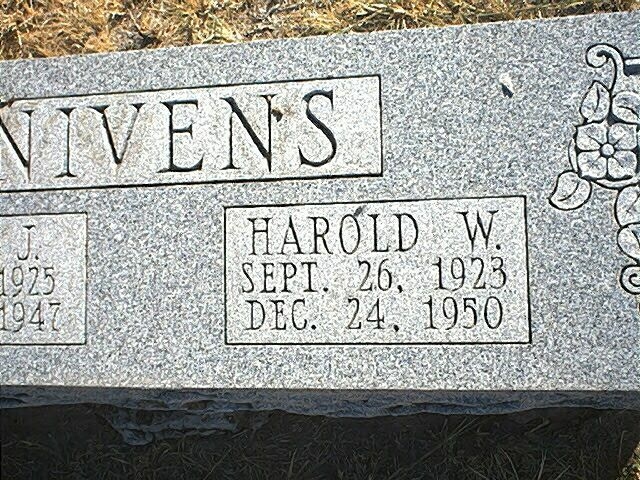 NIVENS
J.
1925
1947
HAROLD W.
SEPT. 26, 1923
DEC. 24, 1950